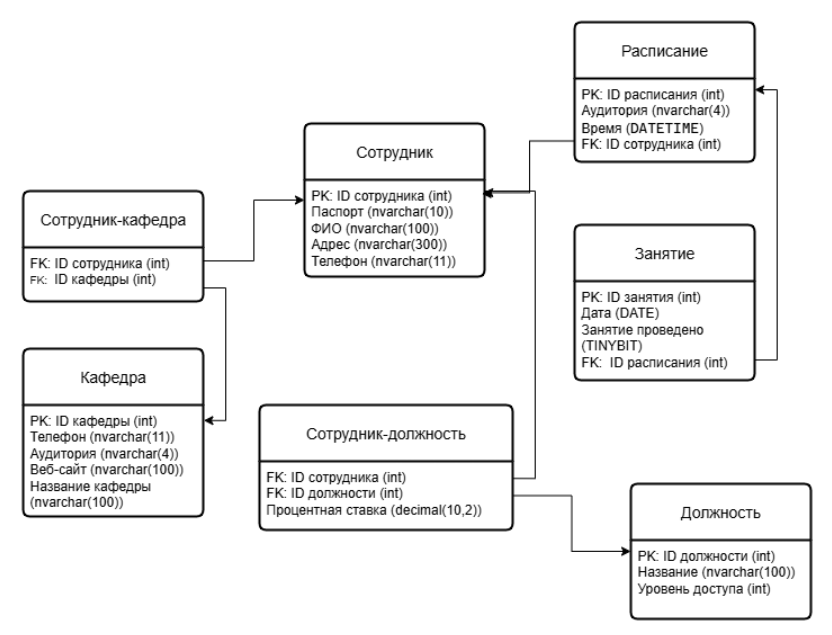 Расписание
PK: ID расписания (int)
Аудитория (nvarchar(4))
Время (DATETIME)
FK: ID сотрудника (int)
Сотрудник
PK: ID сотрудника (int)
Паспорт (nvarchar(10))
ФИО (nvarchar(100))
Адрес (nvarchar(300))
Телефон (nvarchar(11))
Сотрудник-кафедра
FK: ID сотрудника (int)
FK: ID кафедры (int)
Занятие
PK: ID занятия (int)
Дата (DATE)
Занятие проведено
(TINYBIT)
FK: ID расписания (int)
Кафедра
PK: ID кафедры (int)
Телефон (nvarchar(11))
Аудитория (nvarchar(4))
Веб-сайт (nvarchar(100))
Название кафедры
(nvarchar(100))
Сотрудник-должность
FK: ID сотрудника (int)
FK: ID должности (int)
Процентная ставка (decimal(10,2))
Должность
PK: ID должности (int)
Название (nvarchar(100))
Уровень доступа (int)